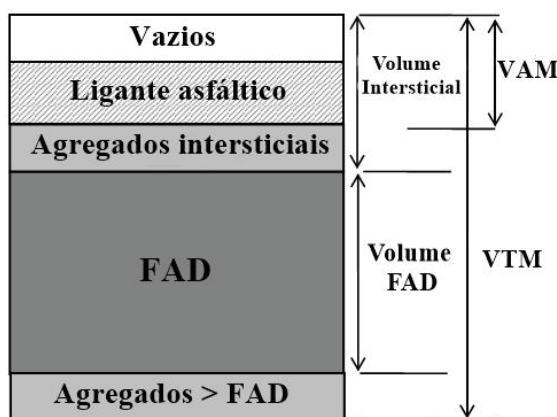 Vazios
Ligante asfáltico
Agregados intersticiais
FAD
Agregados > FAD
Volume
Intersticial
VAM
Volume
FAD
VTM